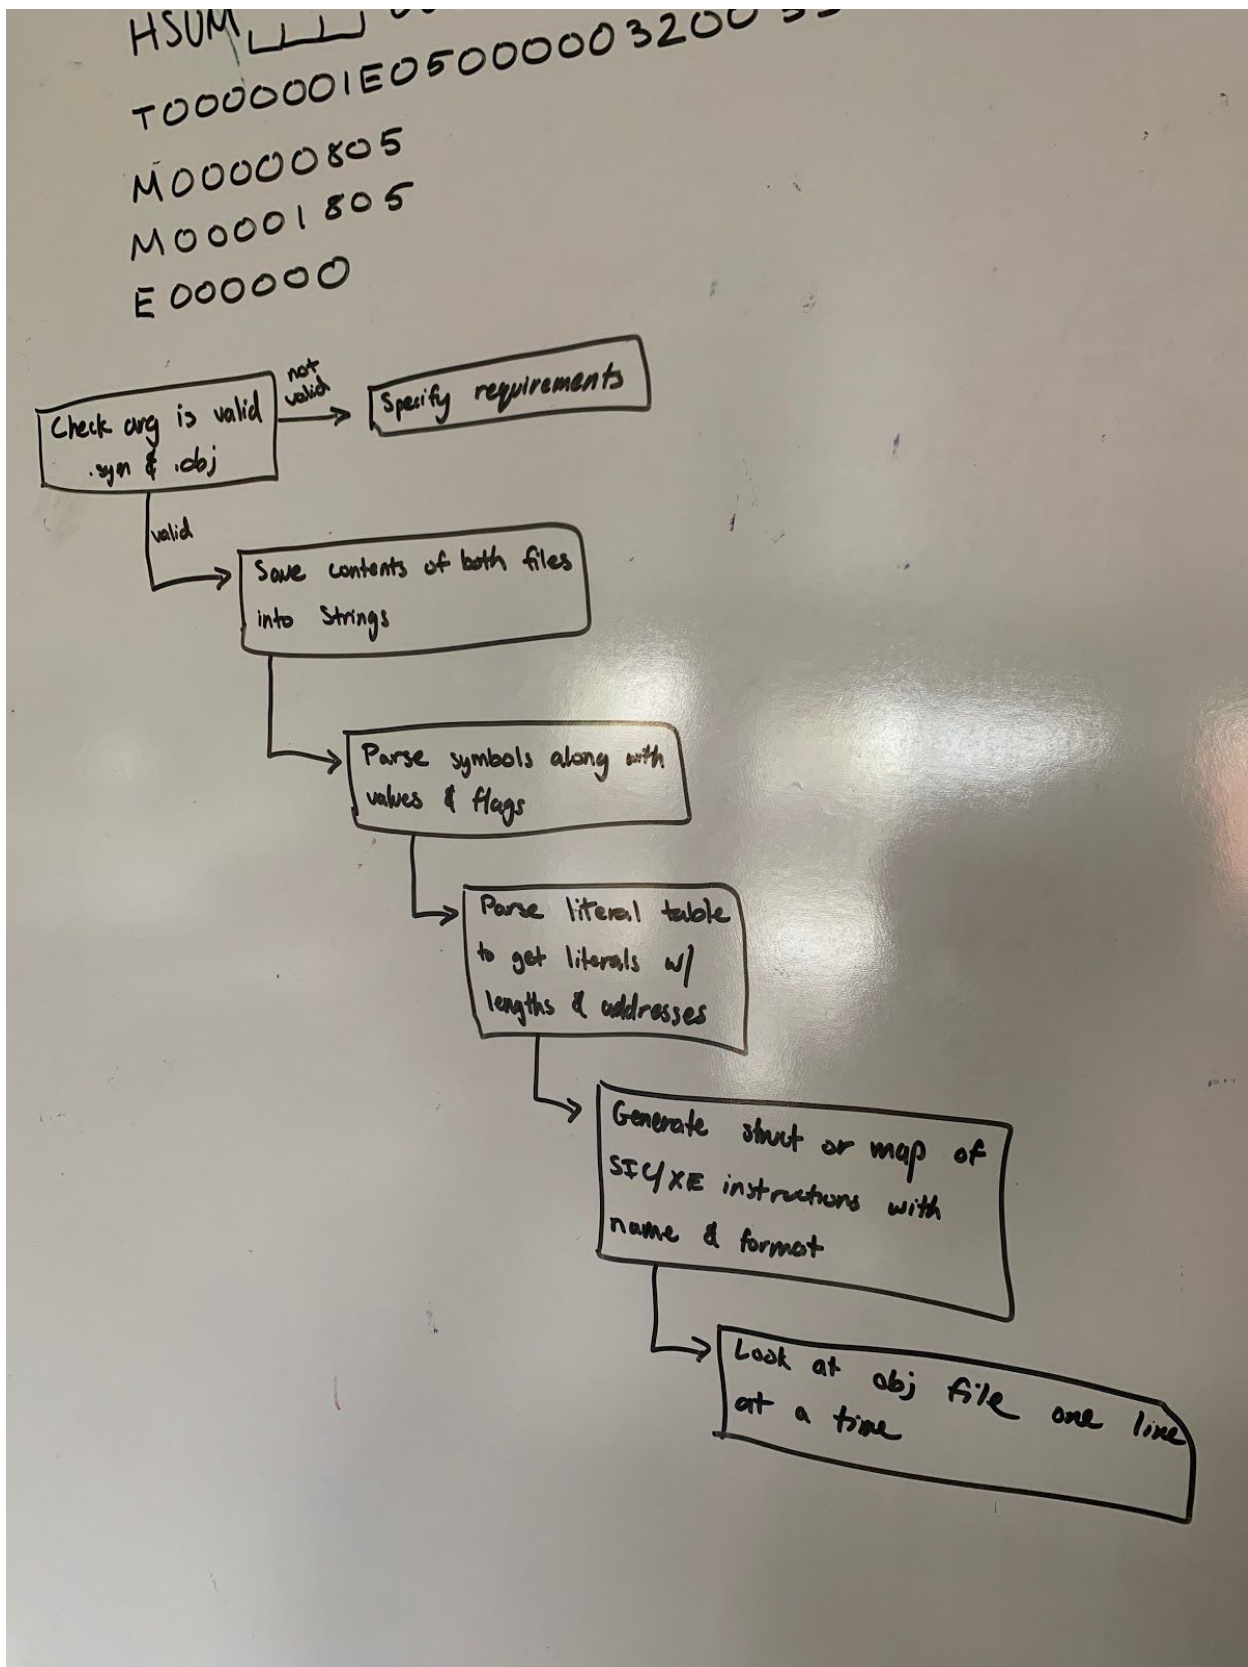 HSUM
T0000001E0500000320053
M00000805
M00001805
E000000
Check arg is valid
.sym & .obj
not
valid
Specify requirements
valid
Save contents of both files
into Strings
Parse symbols along with
values & flags
Parse literal table
to get literals w/
lengths & addresses
Generate struct or map of
SIC/XE instructions with
name & format
Look at obj file one line
at a time